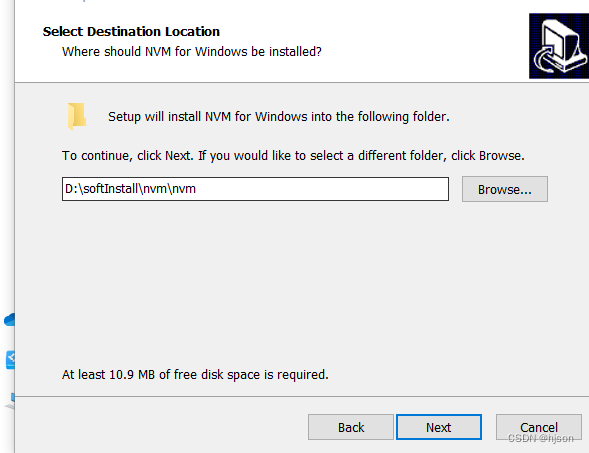 Select Destination Location
Where should NVM for Windows be installed?
Setup will install NVM for Windows into the following folder.
To continue, click Next. If you would like to select a different folder, click Browse.
D:\softInstall\nvm\nvm
Browse...
At least 10.9 MB of free disk space is required.
Back
Next
Cancel
CSDN @hjson